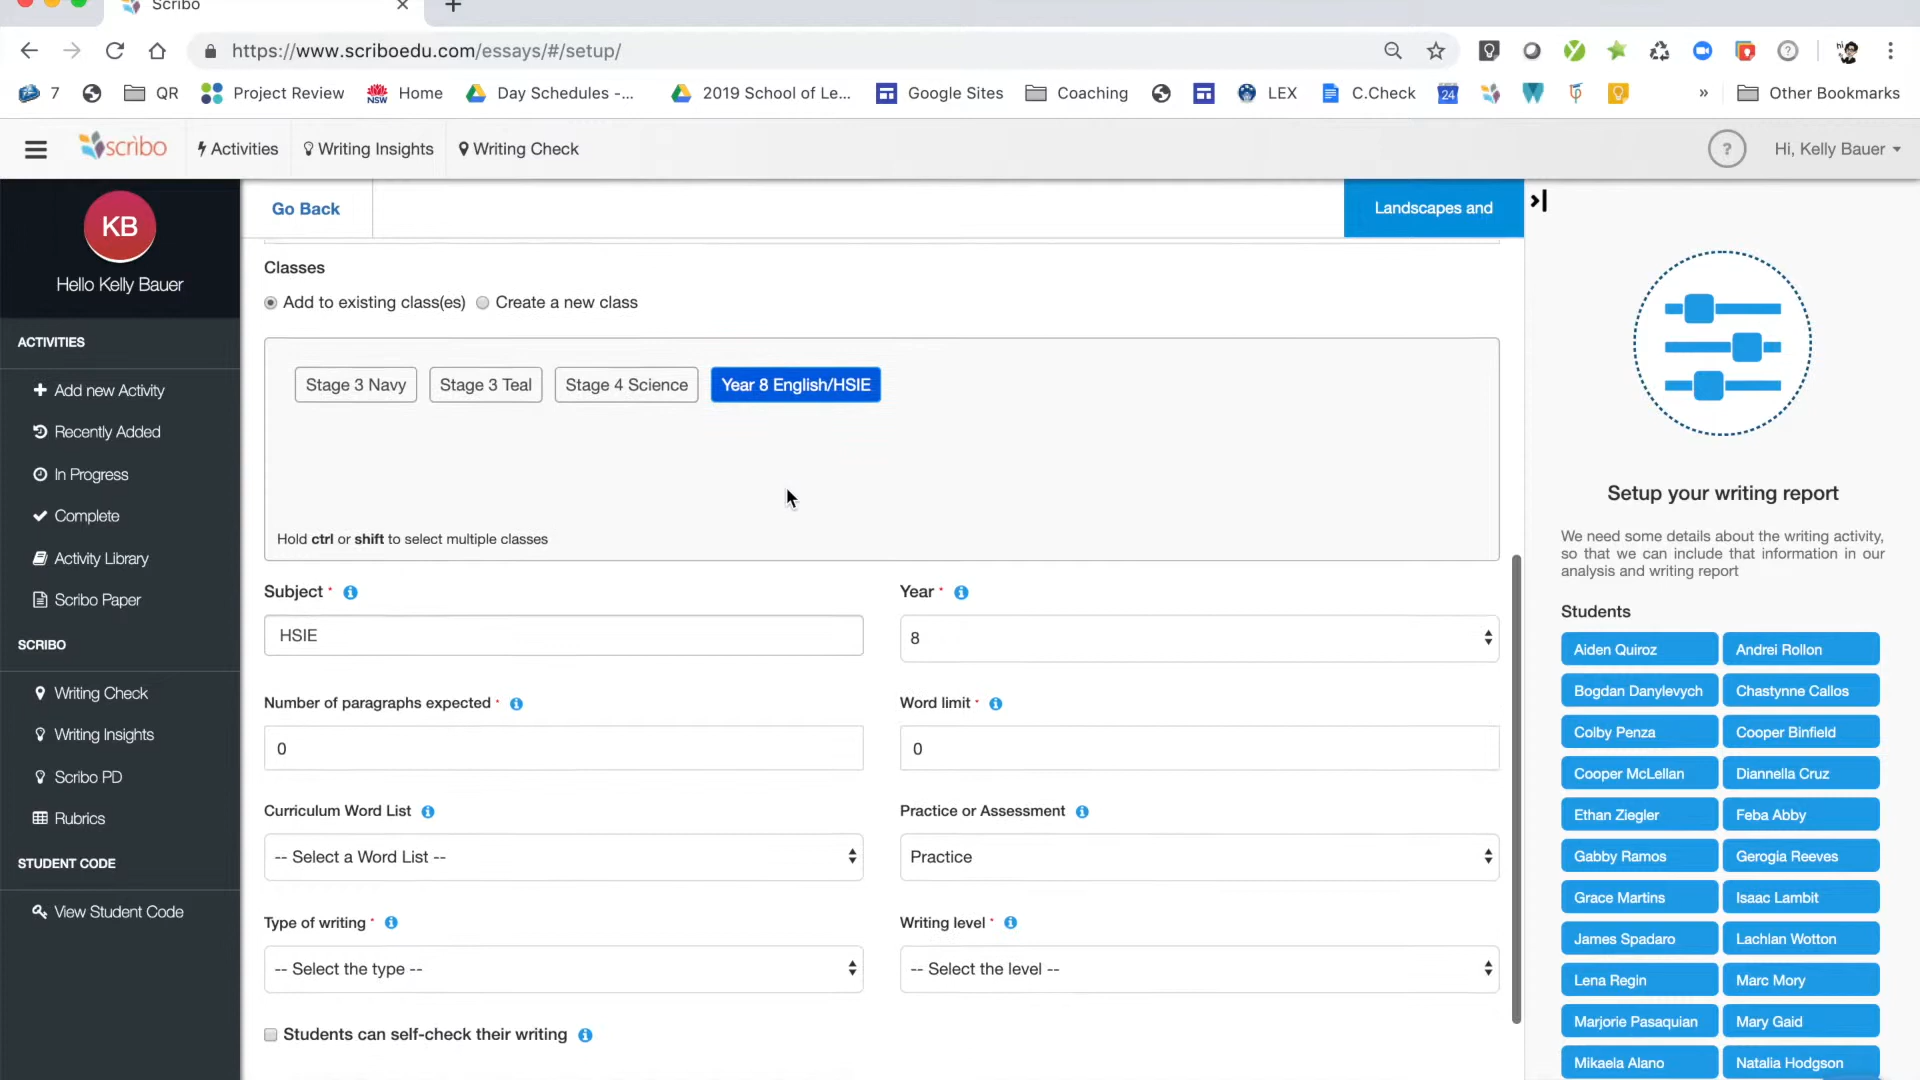 Scribo
https://www.scriboedu.com/essays/#/setup/
7 QR Project Review NSW Home Day Schedules -... 2019 School of Le... Google Sites Coaching LEX C.Check 24 » Other Bookmarks
scribo Activities Writing Insights Writing Check ? Hi, Kelly Bauer
KB
Hello Kelly Bauer
ACTIVITIES
Add new Activity
Recently Added
In Progress
Complete
Activity Library
Scribo Paper
SCRIBO
Writing Check
Writing Insights
Scribo PD
Rubrics
STUDENT CODE
View Student Code
Go Back
Landscapes and
Classes
Add to existing class(es) Create a new class
Stage 3 Navy Stage 3 Teal Stage 4 Science Year 8 English/HSIE
Hold ctrl or shift to select multiple classes
Subject * Year *
HSIE 8
Number of paragraphs expected * Word limit *
0 0
Curriculum Word List Practice or Assessment
-- Select a Word List -- Practice
Type of writing * Writing level *
-- Select the type -- -- Select the level --
Students can self-check their writing
Setup your writing report
We need some details about the writing activity,
so that we can include that information in our
analysis and writing report
Students
Aiden Quiroz Andrei Rollon
Bogdan Danylevych Chastynne Callos
Colby Penza Cooper Binfield
Cooper McLellan Diannella Cruz
Ethan Ziegler Feba Abby
Gabby Ramos Gerogia Reeves
Grace Martins Isaac Lambit
James Spadaro Lachlan Wotton
Lena Regin Marc Mory
Marjorie Pasaquian Mary Gaid
Mikaela Alano Natalia Hodgson